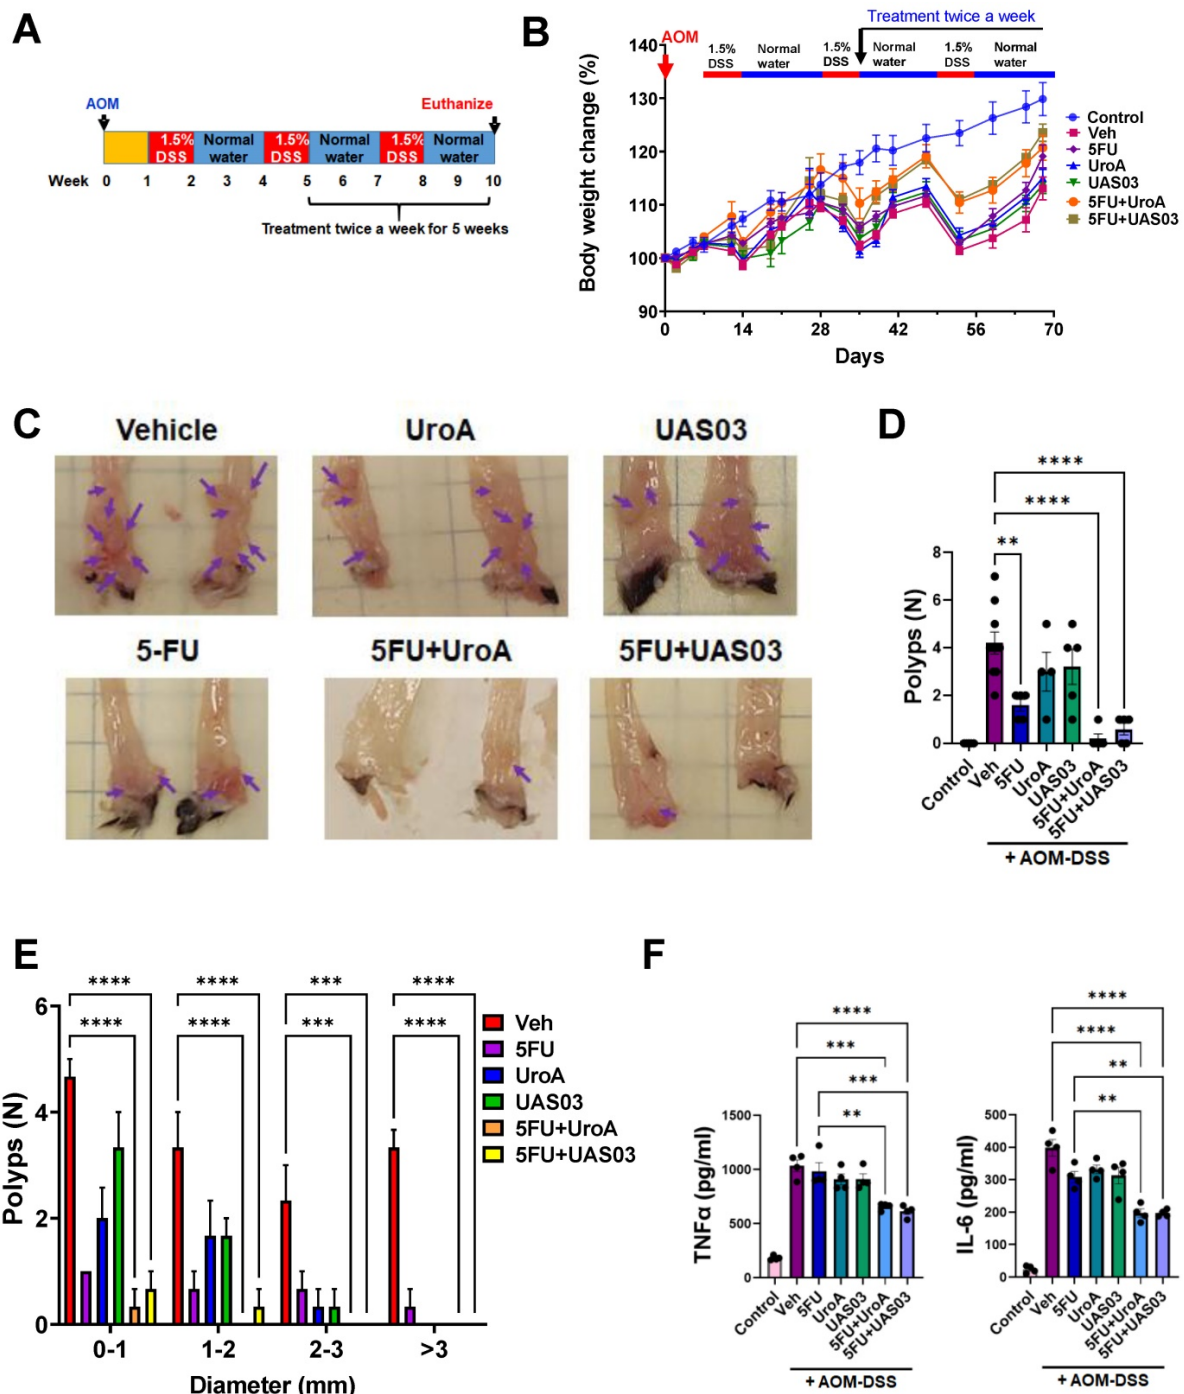 A
AOM
Euthanize
1.5% DSS
Normal water
1.5% DSS
Normal water
1.5% DSS
Normal water
Week 0 1 2 3 4 5 6 7 8 9 10
Treatment twice a week for 5 weeks
B
Treatment twice a week
AOM
1.5% DSS
Normal water
1.5% DSS
Normal water
1.5% DSS
Normal water
Body weight change (%)
140
130
120
110
100
90
0 14 28 42 56 70
Days
Control
Veh
5FU
UroA
UAS03
5FU+UroA
5FU+UAS03
C
Vehicle
UroA
UAS03
5-FU
5FU+UroA
5FU+UAS03
D
****
****
**
Polyps (N)
8
6
4
2
0
Control
Veh
5FU
UroA
UAS03
5FU+UroA
5FU+UAS03
+ AOM-DSS
E
**** **** *** ****
**** **** *** ****
Polyps (N)
6
4
2
0
0-1 1-2 2-3 >3
Diameter (mm)
Veh
5FU
UroA
UAS03
5FU+UroA
5FU+UAS03
F
****
***
***
**
TNFα (pg/ml)
1500
1000
500
0
Control
Veh
5FU
UroA
UAS03
5FU+UroA
5FU+UAS03
+ AOM-DSS
****
****
**
**
IL-6 (pg/ml)
500
400
300
200
100
0
Control
Veh
5FU
UroA
UAS03
5FU+UroA
5FU+UAS03
+ AOM-DSS